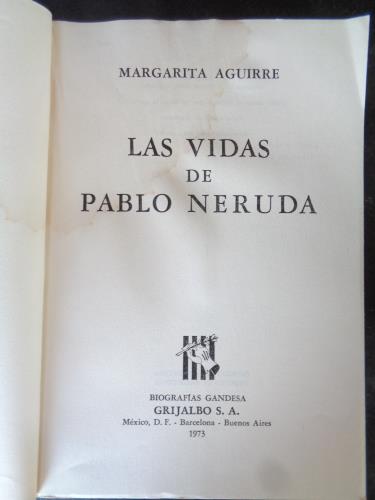 MARGARITA AGUIRRE
LAS VIDAS
DE
PABLO NERUDA
BIOGRAFÍAS GANDESA
GRIJALBO S. A.
México, D. F. - Barcelona - Buenos Aires
1973